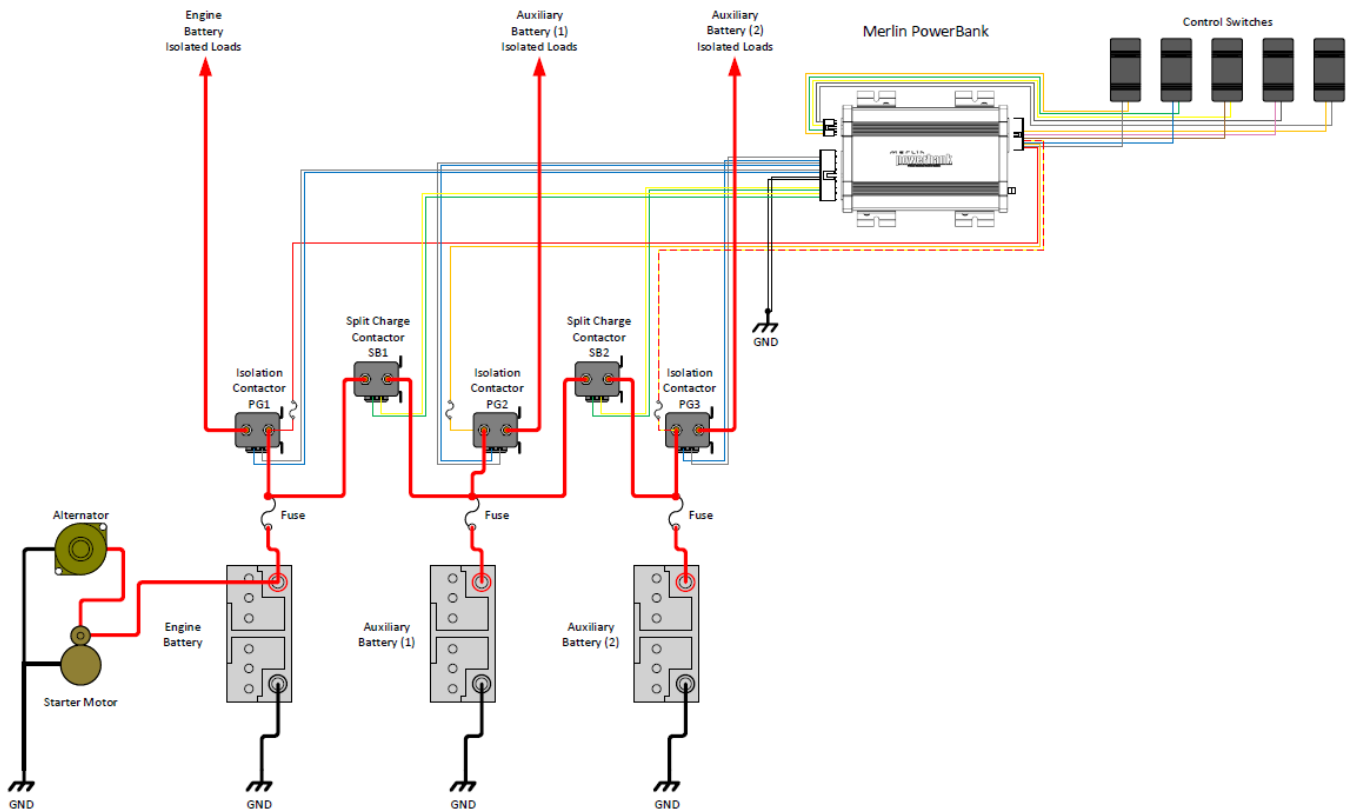 Engine
Battery
Isolated Loads
Auxiliary
Battery (1)
Isolated Loads
Auxiliary
Battery (2)
Isolated Loads
Merlin PowerBank
Control Switches
MERLIN
powerbank
GND
Split Charge
Contactor
SB1
Split Charge
Contactor
SB2
Isolation
Contactor
PG1
Isolation
Contactor
PG2
Isolation
Contactor
PG3
Fuse
Fuse
Fuse
Alternator
Starter Motor
Engine
Battery
Auxiliary
Battery (1)
Auxiliary
Battery (2)
GND
GND
GND
GND